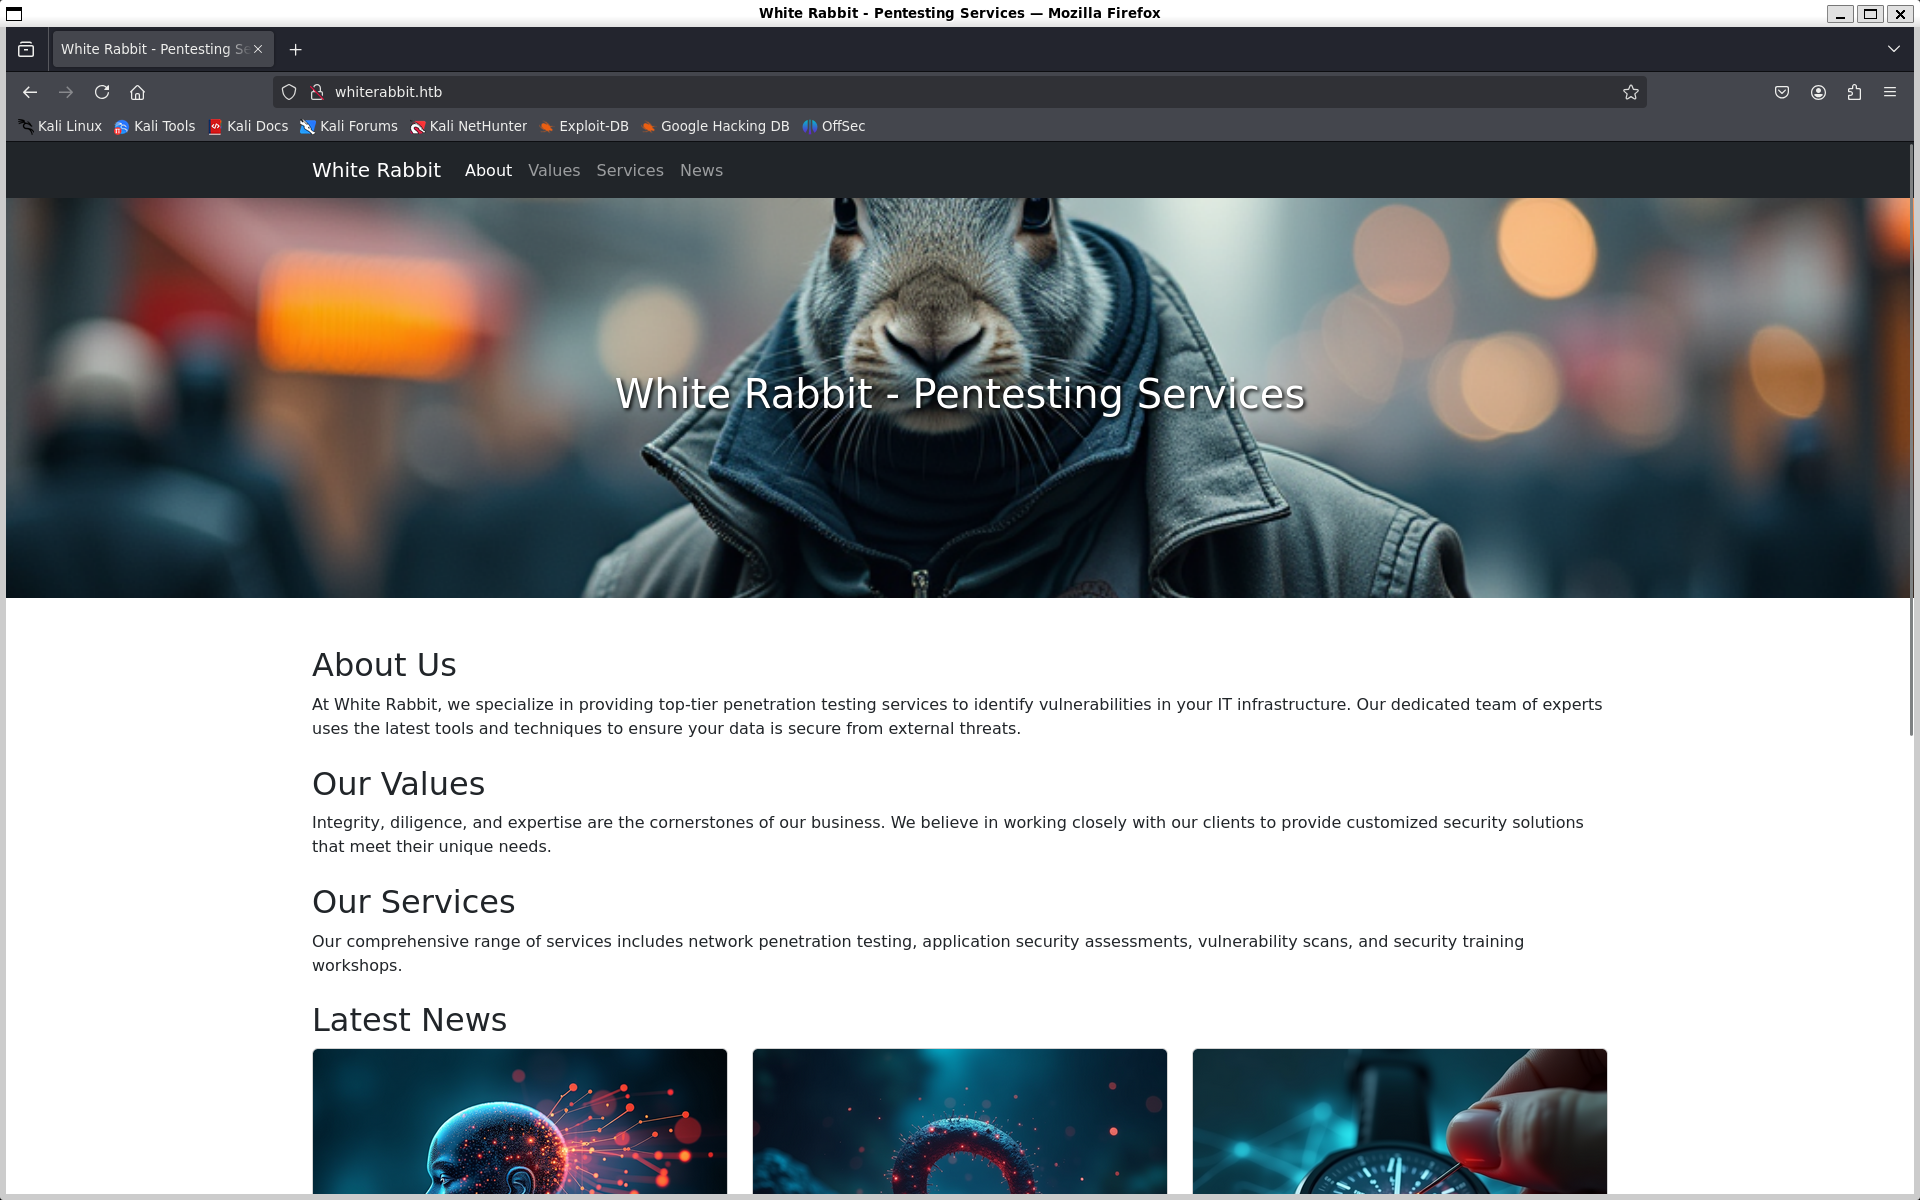 White Rabbit - Pentesting Services — Mozilla Firefox
White Rabbit - Pentesting Se
whiterabbit.htb
Kali Linux Kali Tools Kali Docs Kali Forums Kali NetHunter Exploit-DB Google Hacking DB OffSec
White Rabbit About Values Services News
White Rabbit - Pentesting Services
About Us
At White Rabbit, we specialize in providing top-tier penetration testing services to identify vulnerabilities in your IT infrastructure. Our dedicated team of experts
uses the latest tools and techniques to ensure your data is secure from external threats.
Our Values
Integrity, diligence, and expertise are the cornerstones of our business. We believe in working closely with our clients to provide customized security solutions
that meet their unique needs.
Our Services
Our comprehensive range of services includes network penetration testing, application security assessments, vulnerability scans, and security training
workshops.
Latest News